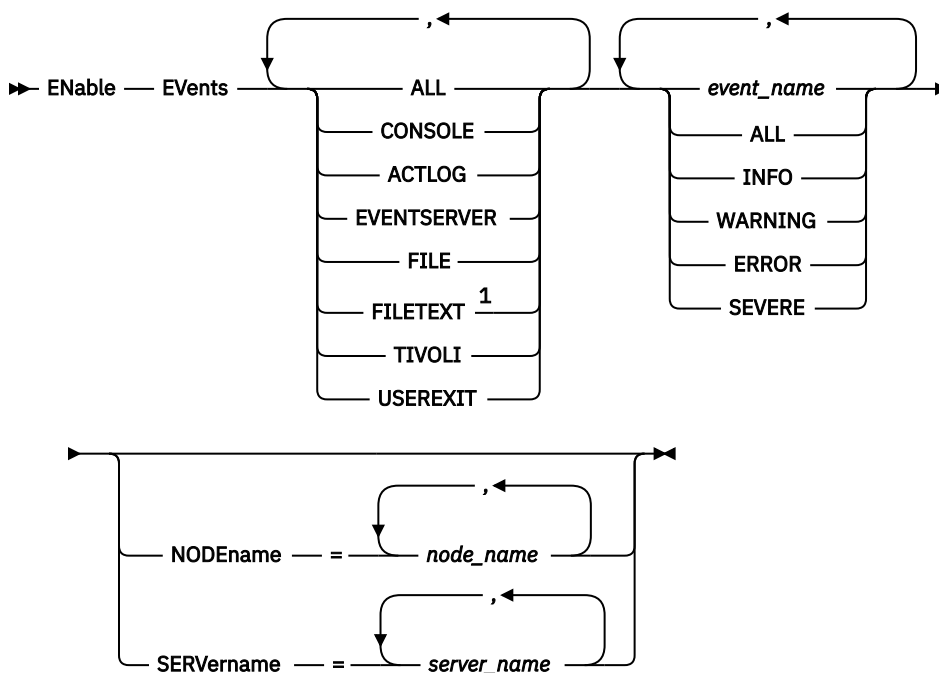 , ,
ENable EVents ALL event_name
CONSOLE ALL
ACTLOG INFO
EVENTSERVER WARNING
FILE ERROR
FILETEXT 1 SEVERE
TIVOLI
USEREXIT
,
NODEname = node_name
,
SERVername = server_name